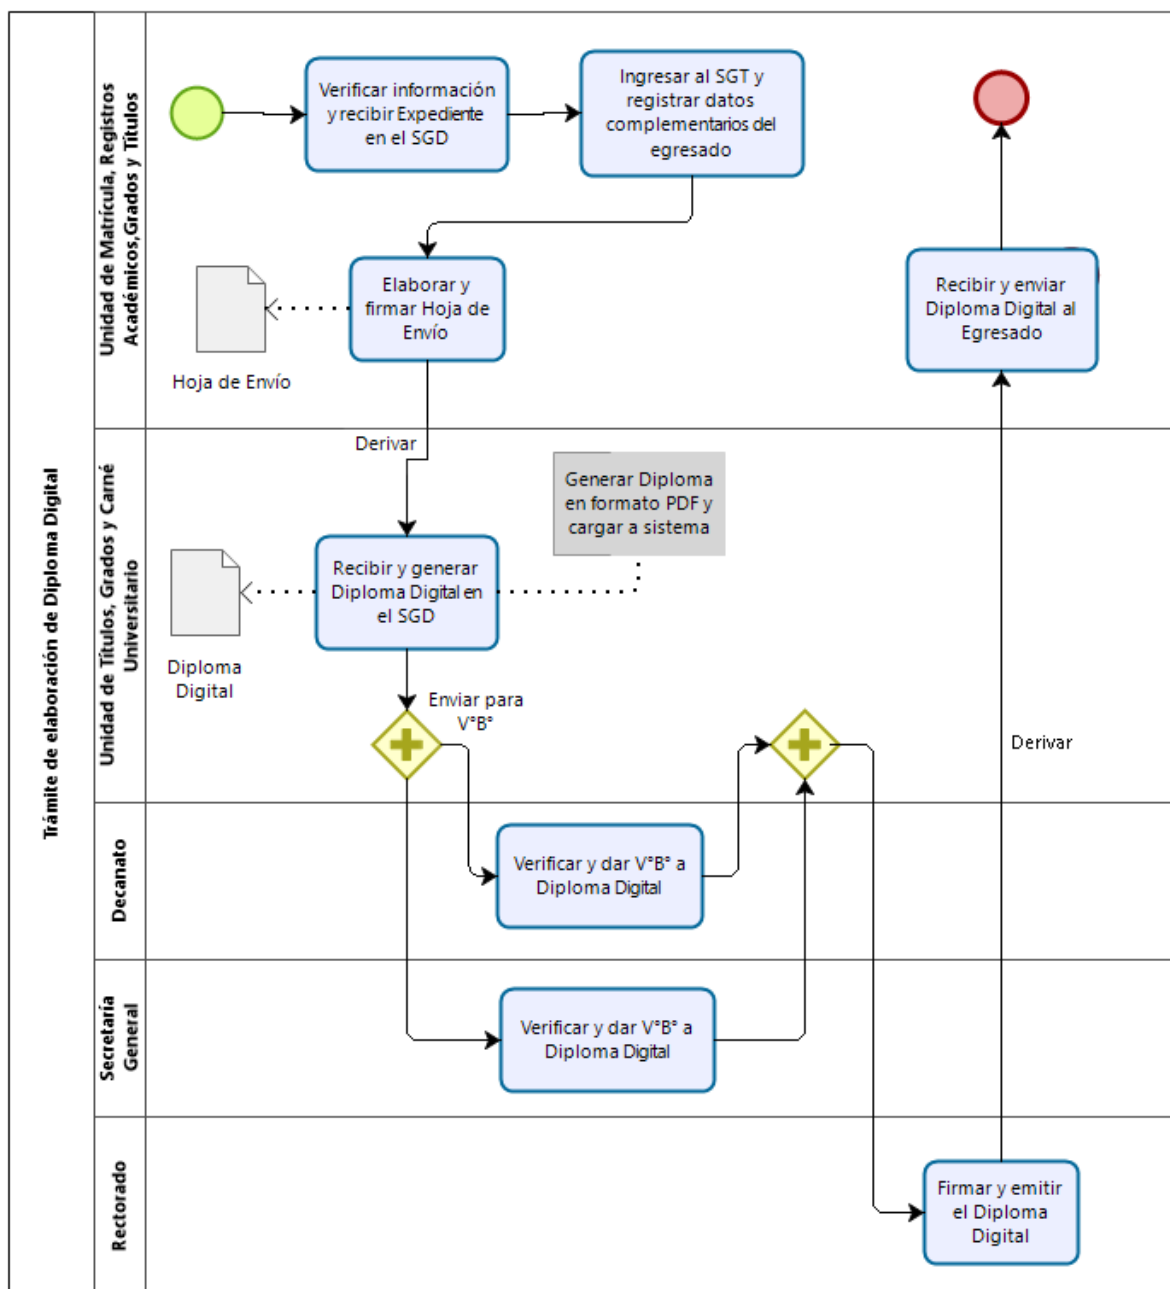 Trámite de elaboración de Diploma Digital
Unidad de Matrícula, Registros
Académicos,Grados y Títulos
Verificar información
y recibir Expediente
en el SGD
Ingresar al SGT y
registrar datos
complementarios del
egresado
Elaborar y
firmar Hoja de
Envío
Hoja de Envío
Recibir y enviar
Diploma Digital al
Egresado
Derivar
Unidad de Títulos, Grados y Carné
Universitario
Generar Diploma
en formato PDF y
cargar a sistema
Recibir y generar
Diploma Digital en
el SGD
Diploma
Digital
Enviar para
V°B°
Derivar
Decanato
Verificar y dar V°B° a
Diploma Digital
Secretaría
General
Verificar y dar V°B° a
Diploma Digital
Rectorado
Firmar y emitir
el Diploma
Digital